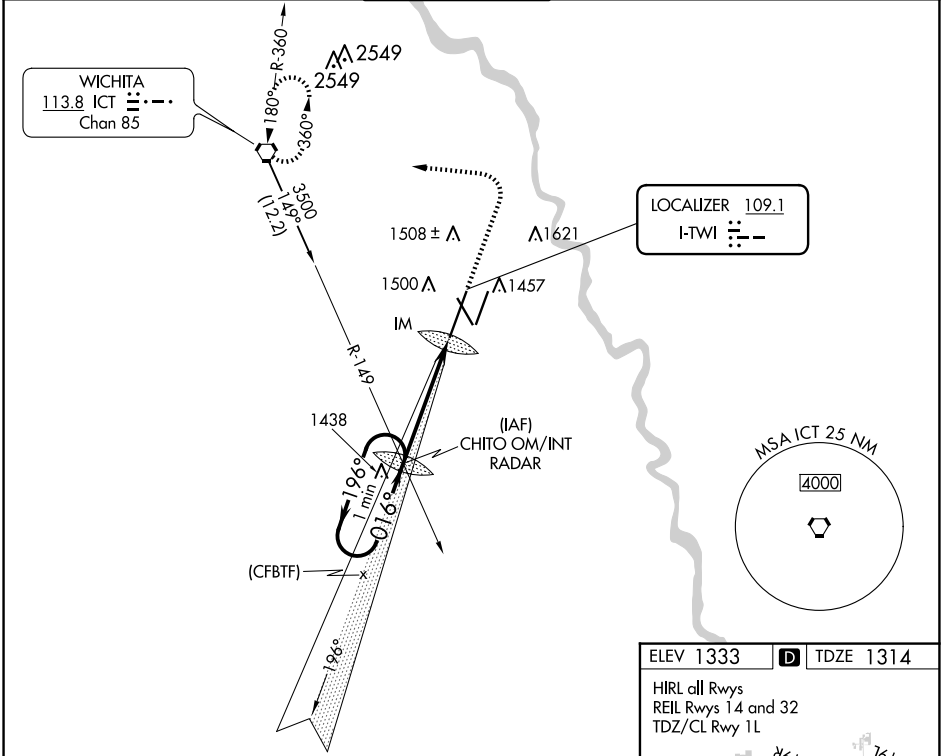 R-360
180°
360°
2549
2549
WICHITA
113.8 ICT
Chan 85
3500
149°
(12.2)
LOCALIZER 109.1
I-TWI
1508 ±
1621
1500
1457
IM
R-149
1438
(IAF)
CHITO OM/INT
RADAR
196°
1 min
016°
(CFBTF)
x
196°
MSA ICT 25 NM
4000
ELEV 1333 D TDZE 1314
HIRL all Rwys
REIL Rwys 14 and 32
TDZ/CL Rwy 1L